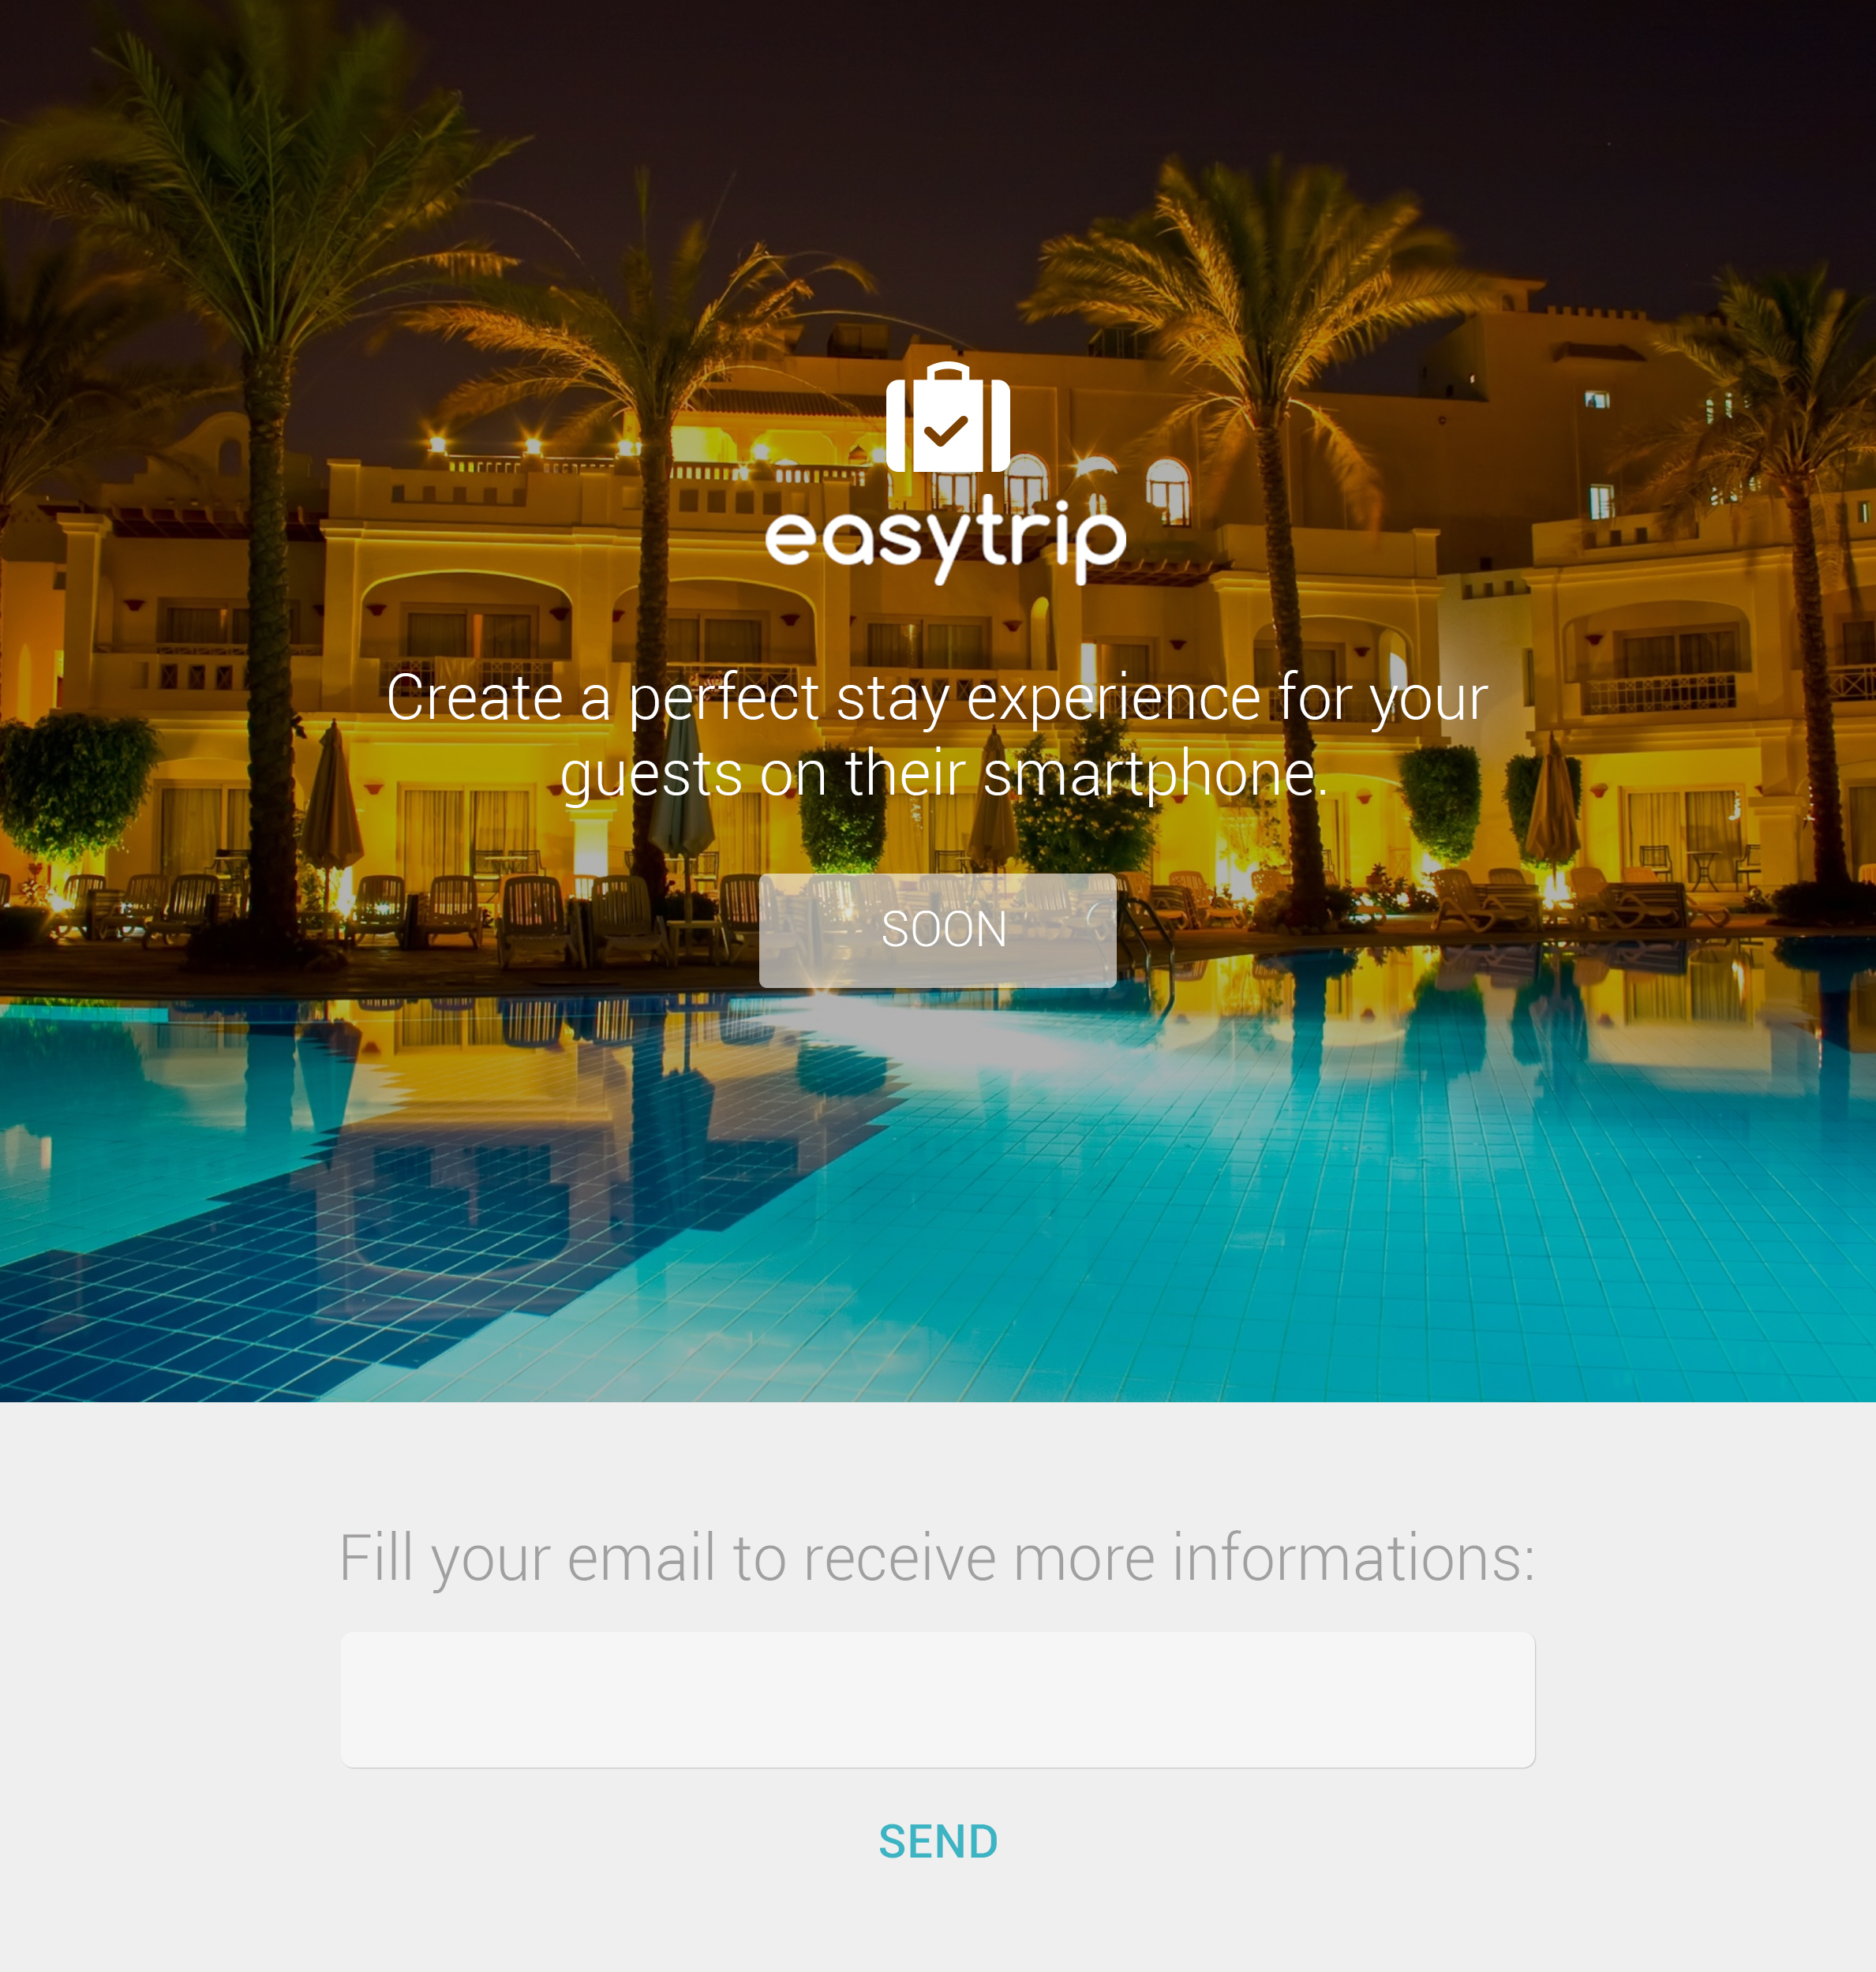 easytrip
Create a perfect stay experience for your
guests on their smartphone.
SOON
Fill your email to receive more informations:
SEND